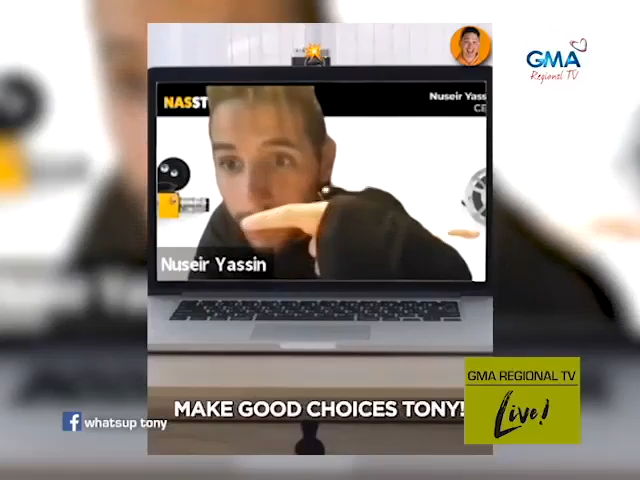 GMA
Regional TV
NASST
Nuseir Yass
CE
Nuseir Yassin
GMA REGIONAL TV
Live!
MAKE GOOD CHOICES TONY!
f whatsup tony